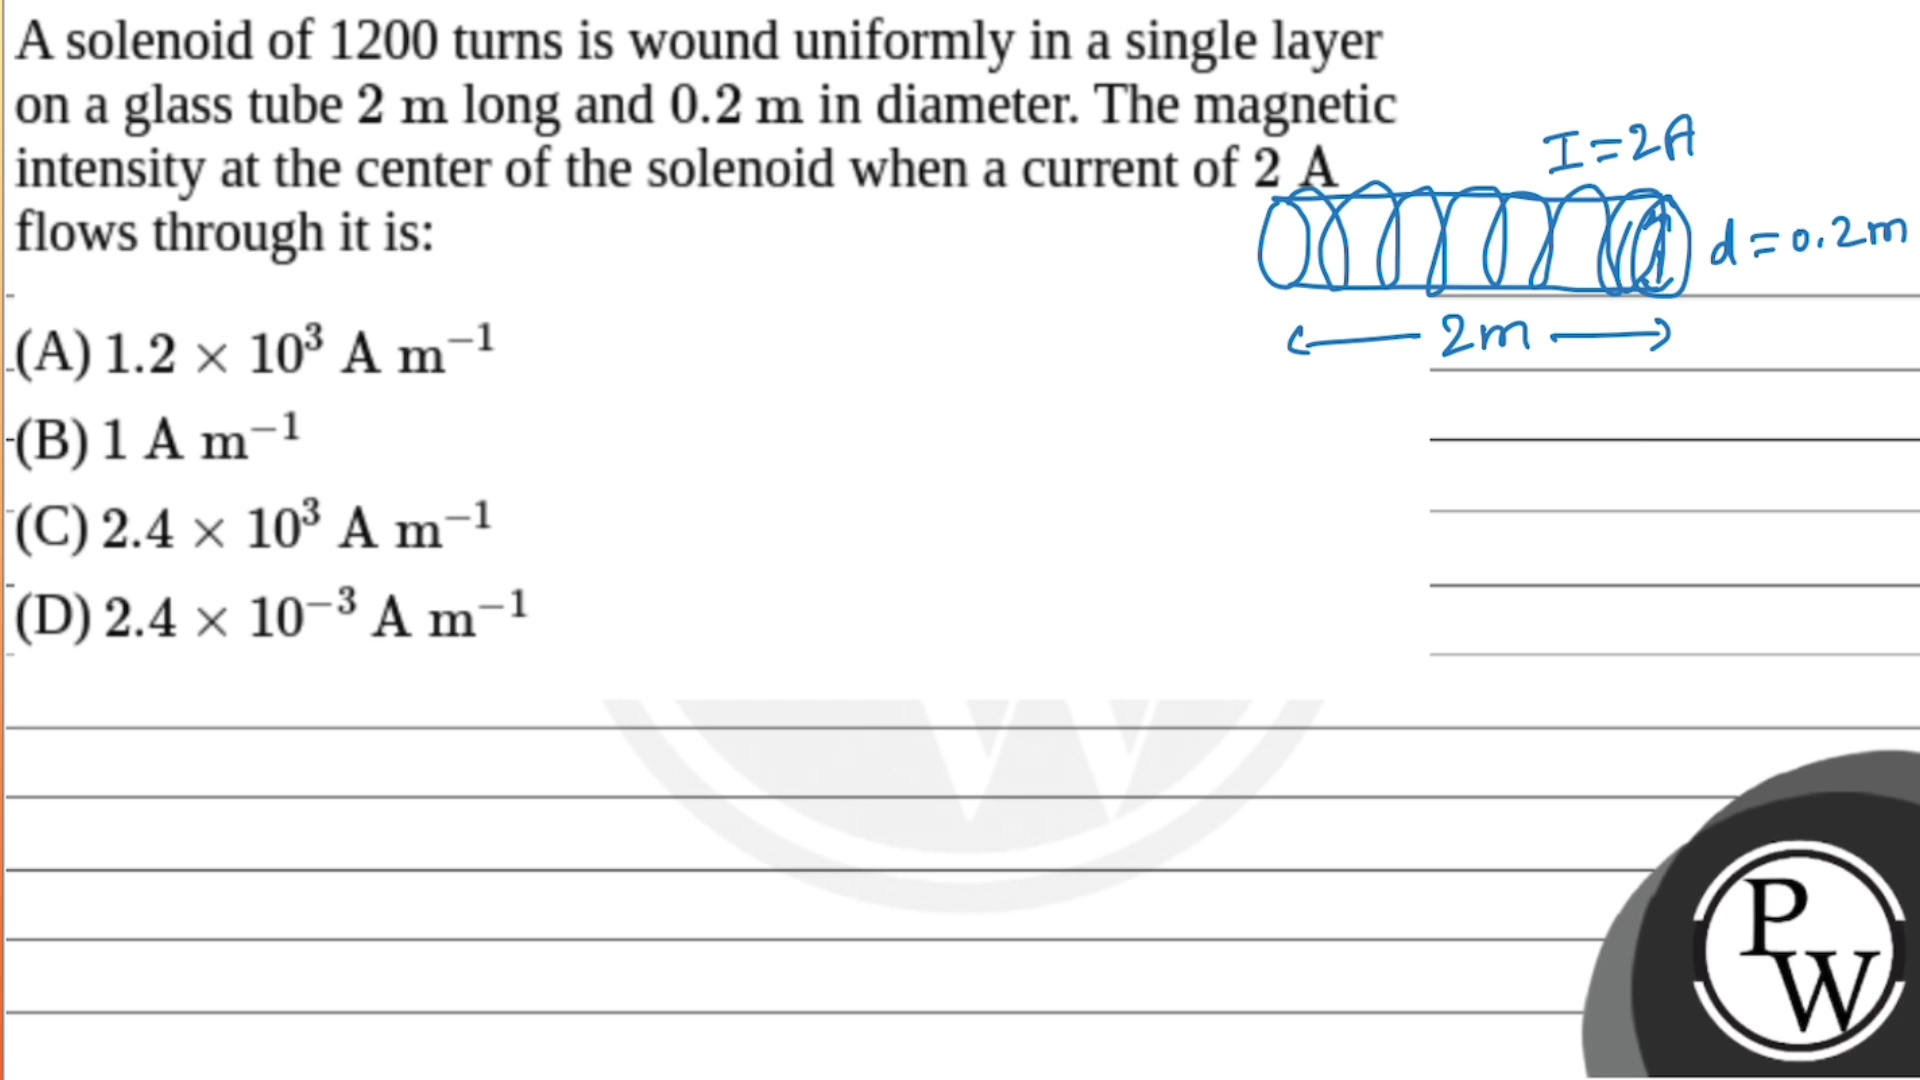 A solenoid of 1200 turns is wound uniformly in a single layer
on a glass tube 2 m long and 0.2 m in diameter. The magnetic
intensity at the center of the solenoid when a current of 2 A
flows through it is:
I = 2A
d = 0.2m
2m
(A) 1.2 × 10³ A m⁻¹
(B) 1 A m⁻¹
(C) 2.4 × 10³ A m⁻¹
(D) 2.4 × 10⁻³ A m⁻¹
P
W